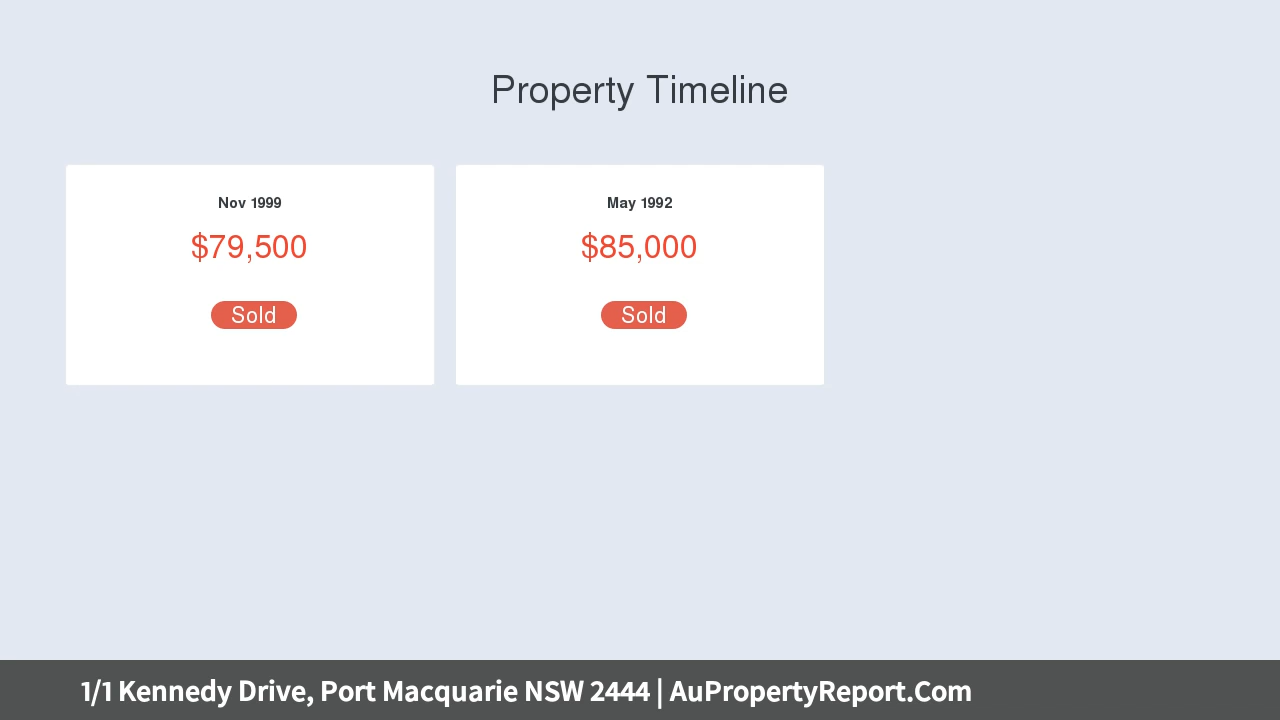 Property Timeline
Nov 1999
$79,500
Sold
May 1992
$85,000
Sold
1/1 Kennedy Drive, Port Macquarie NSW 2444 | AuPropertyReport.Com